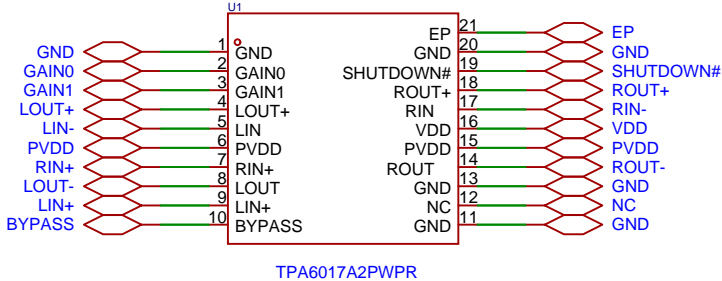 U1
EP 21 EP
GND 1 GND GND 20 GND
GAIN0 2 GAIN0 SHUTDOWN# 19 SHUTDOWN#
GAIN1 3 GAIN1 ROUT+ 18 ROUT+
LOUT+ 4 LOUT+ RIN 17 RIN-
LIN- 5 LIN VDD 16 VDD
PVDD 6 PVDD PVDD 15 PVDD
RIN+ 7 RIN+ ROUT 14 ROUT-
LOUT- 8 LOUT GND 13 GND
LIN+ 9 LIN+ NC 12 NC
BYPASS 10 BYPASS GND 11 GND
TPA6017A2PWPR